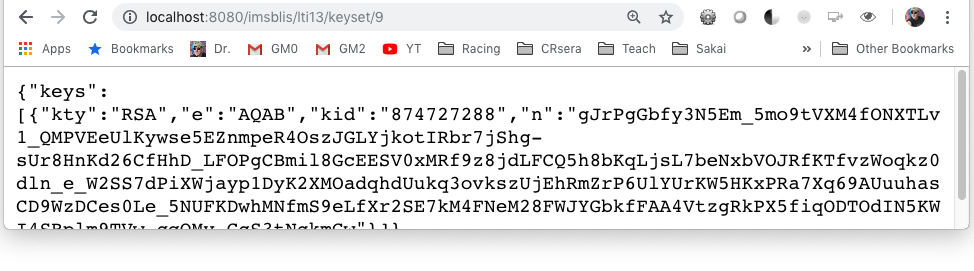 localhost:8080/imsblis/lti13/keyset/9
Apps Bookmarks Dr. GM0 GM2 YT Racing CRsera Teach Sakai » Other Bookmarks
{"keys":
[{"kty":"RSA","e":"AQAB","kid":"874727288","n":"gJrPgGbfy3N5Em_5mo9tVXM4fONXTLv
1_QMPVEeUlKywse5EZnmpeR4OszJGLYjkotIRbr7jShg-
sUr8HnKd26CfHhD_LFOPgCBmil8GcEESV0xMRf9z8jdLFCQ5h8bKqLjsL7beNxbVOJRfKTfvzWoqkz0
dln_e_W2SS7dPiXWjayp1DyK2XMOadqhdUukq3ovkszUjEhRmZrP6UlYUrKW5HKxPRa7Xq69AUuuhas
CD9WzDCes0Le_5NUFKDwhMNfmS9eLfXr2SE7kM4FNeM28FWJYGbkfFAA4VtzgRkPX5fiqODTOdIN5KW